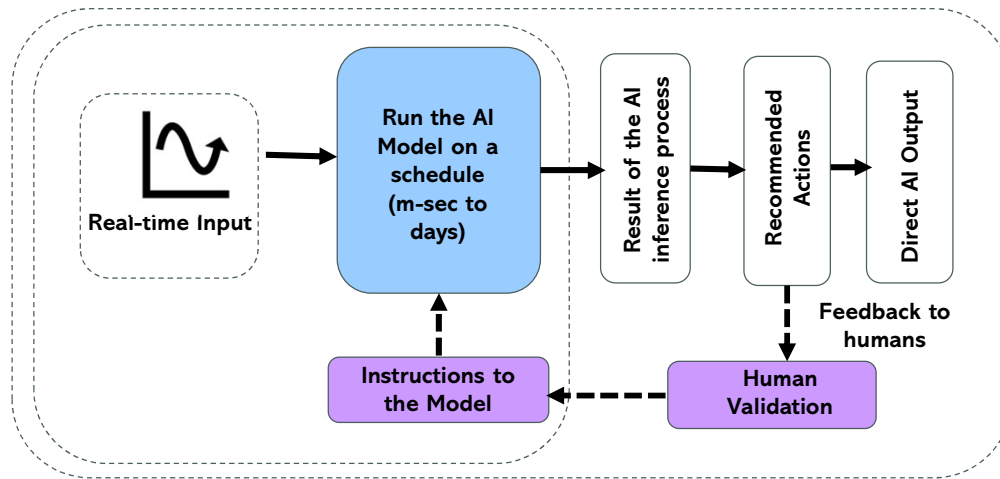 Real-time Input
Run the AI
Model on a
schedule
(m-sec to
days)
Result of the AI
inference process
Recommended
Actions
Direct AI Output
Feedback to
humans
Instructions to
the Model
Human
Validation